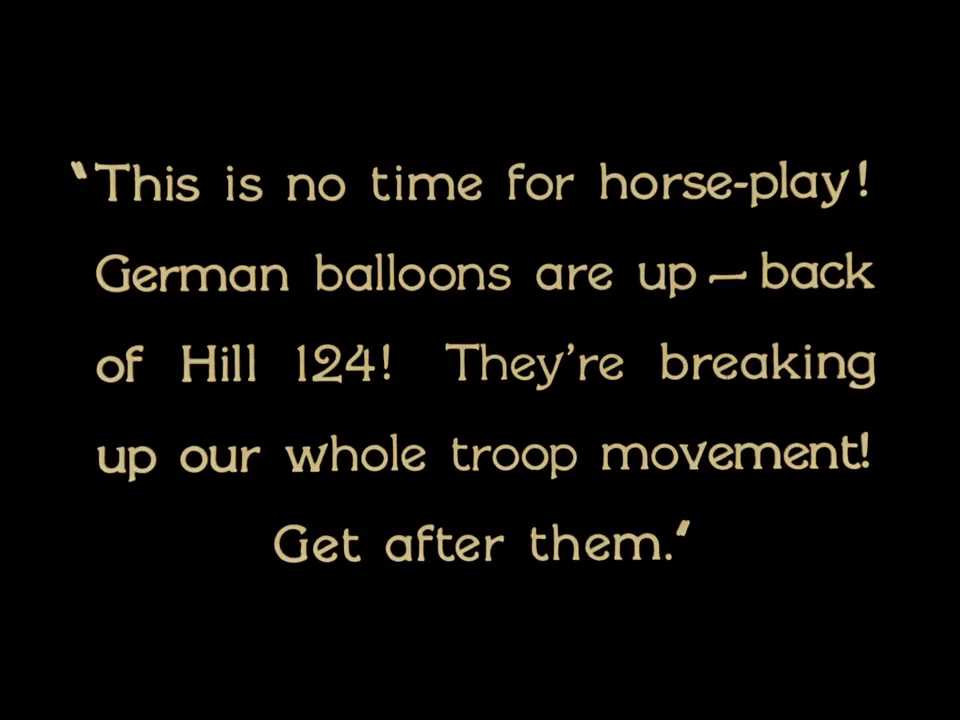 "This is no time for horse-play!
German balloons are up — back
of Hill 124! They're breaking
up our whole troop movement!
Get after them."